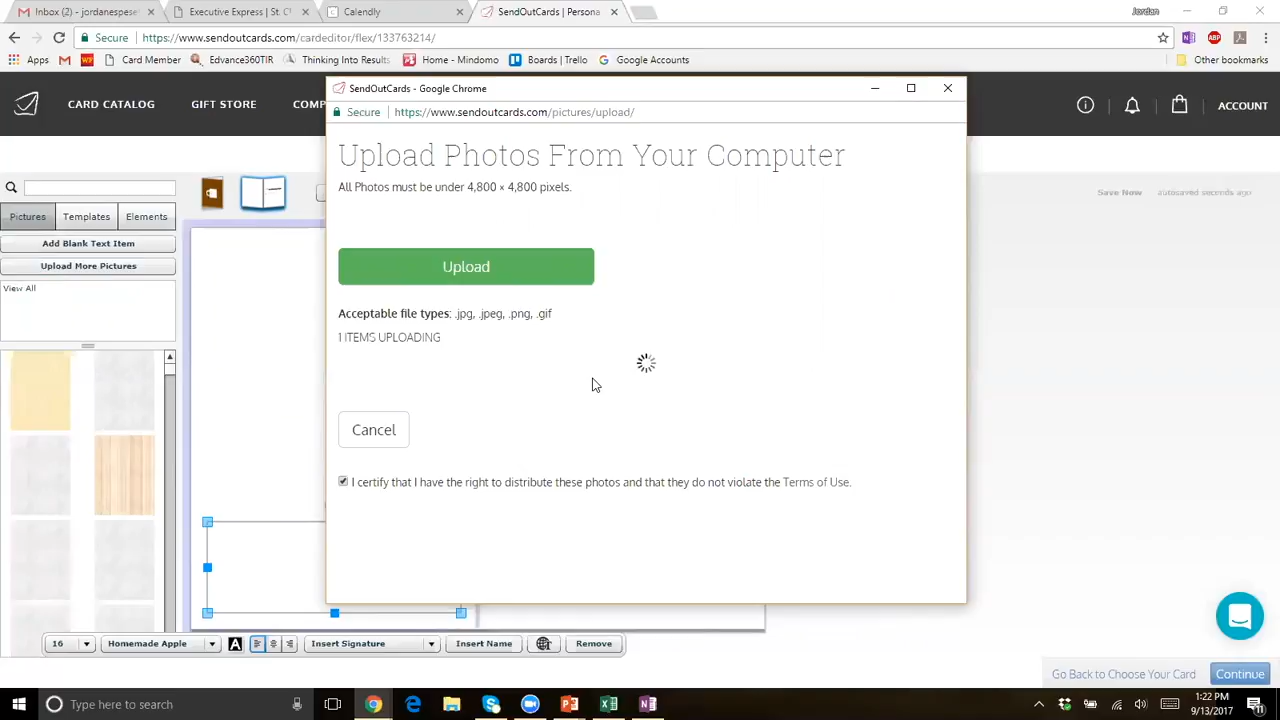 Inbox (2) - jordanespese
Executive Express | St. C
Calendly
SendOutCards | Persona
Jordan
Secure https://www.sendoutcards.com/cardeditor/flex/133763214/
Apps Card Member Edvance360TIR Thinking Into Results Home - Mindomo Boards | Trello Google Accounts Other bookmarks
SendOutCards - Google Chrome
CARD CATALOG GIFT STORE COMP ACCOUNT
Secure https://www.sendoutcards.com/pictures/upload/
Upload Photos From Your Computer
All Photos must be under 4,800 × 4,800 pixels.
Save Now autosaved seconds ago
Pictures Templates Elements
Add Blank Text Item
Upload More Pictures
View All
Upload
Acceptable file types: .jpg, .jpeg, .png, .gif
1 ITEMS UPLOADING
Cancel
I certify that I have the right to distribute these photos and that they do not violate the Terms of Use.
16 Homemade Apple A Insert Signature Insert Name Remove
Go Back to Choose Your Card Continue
Type here to search
1:22 PM
9/13/2017